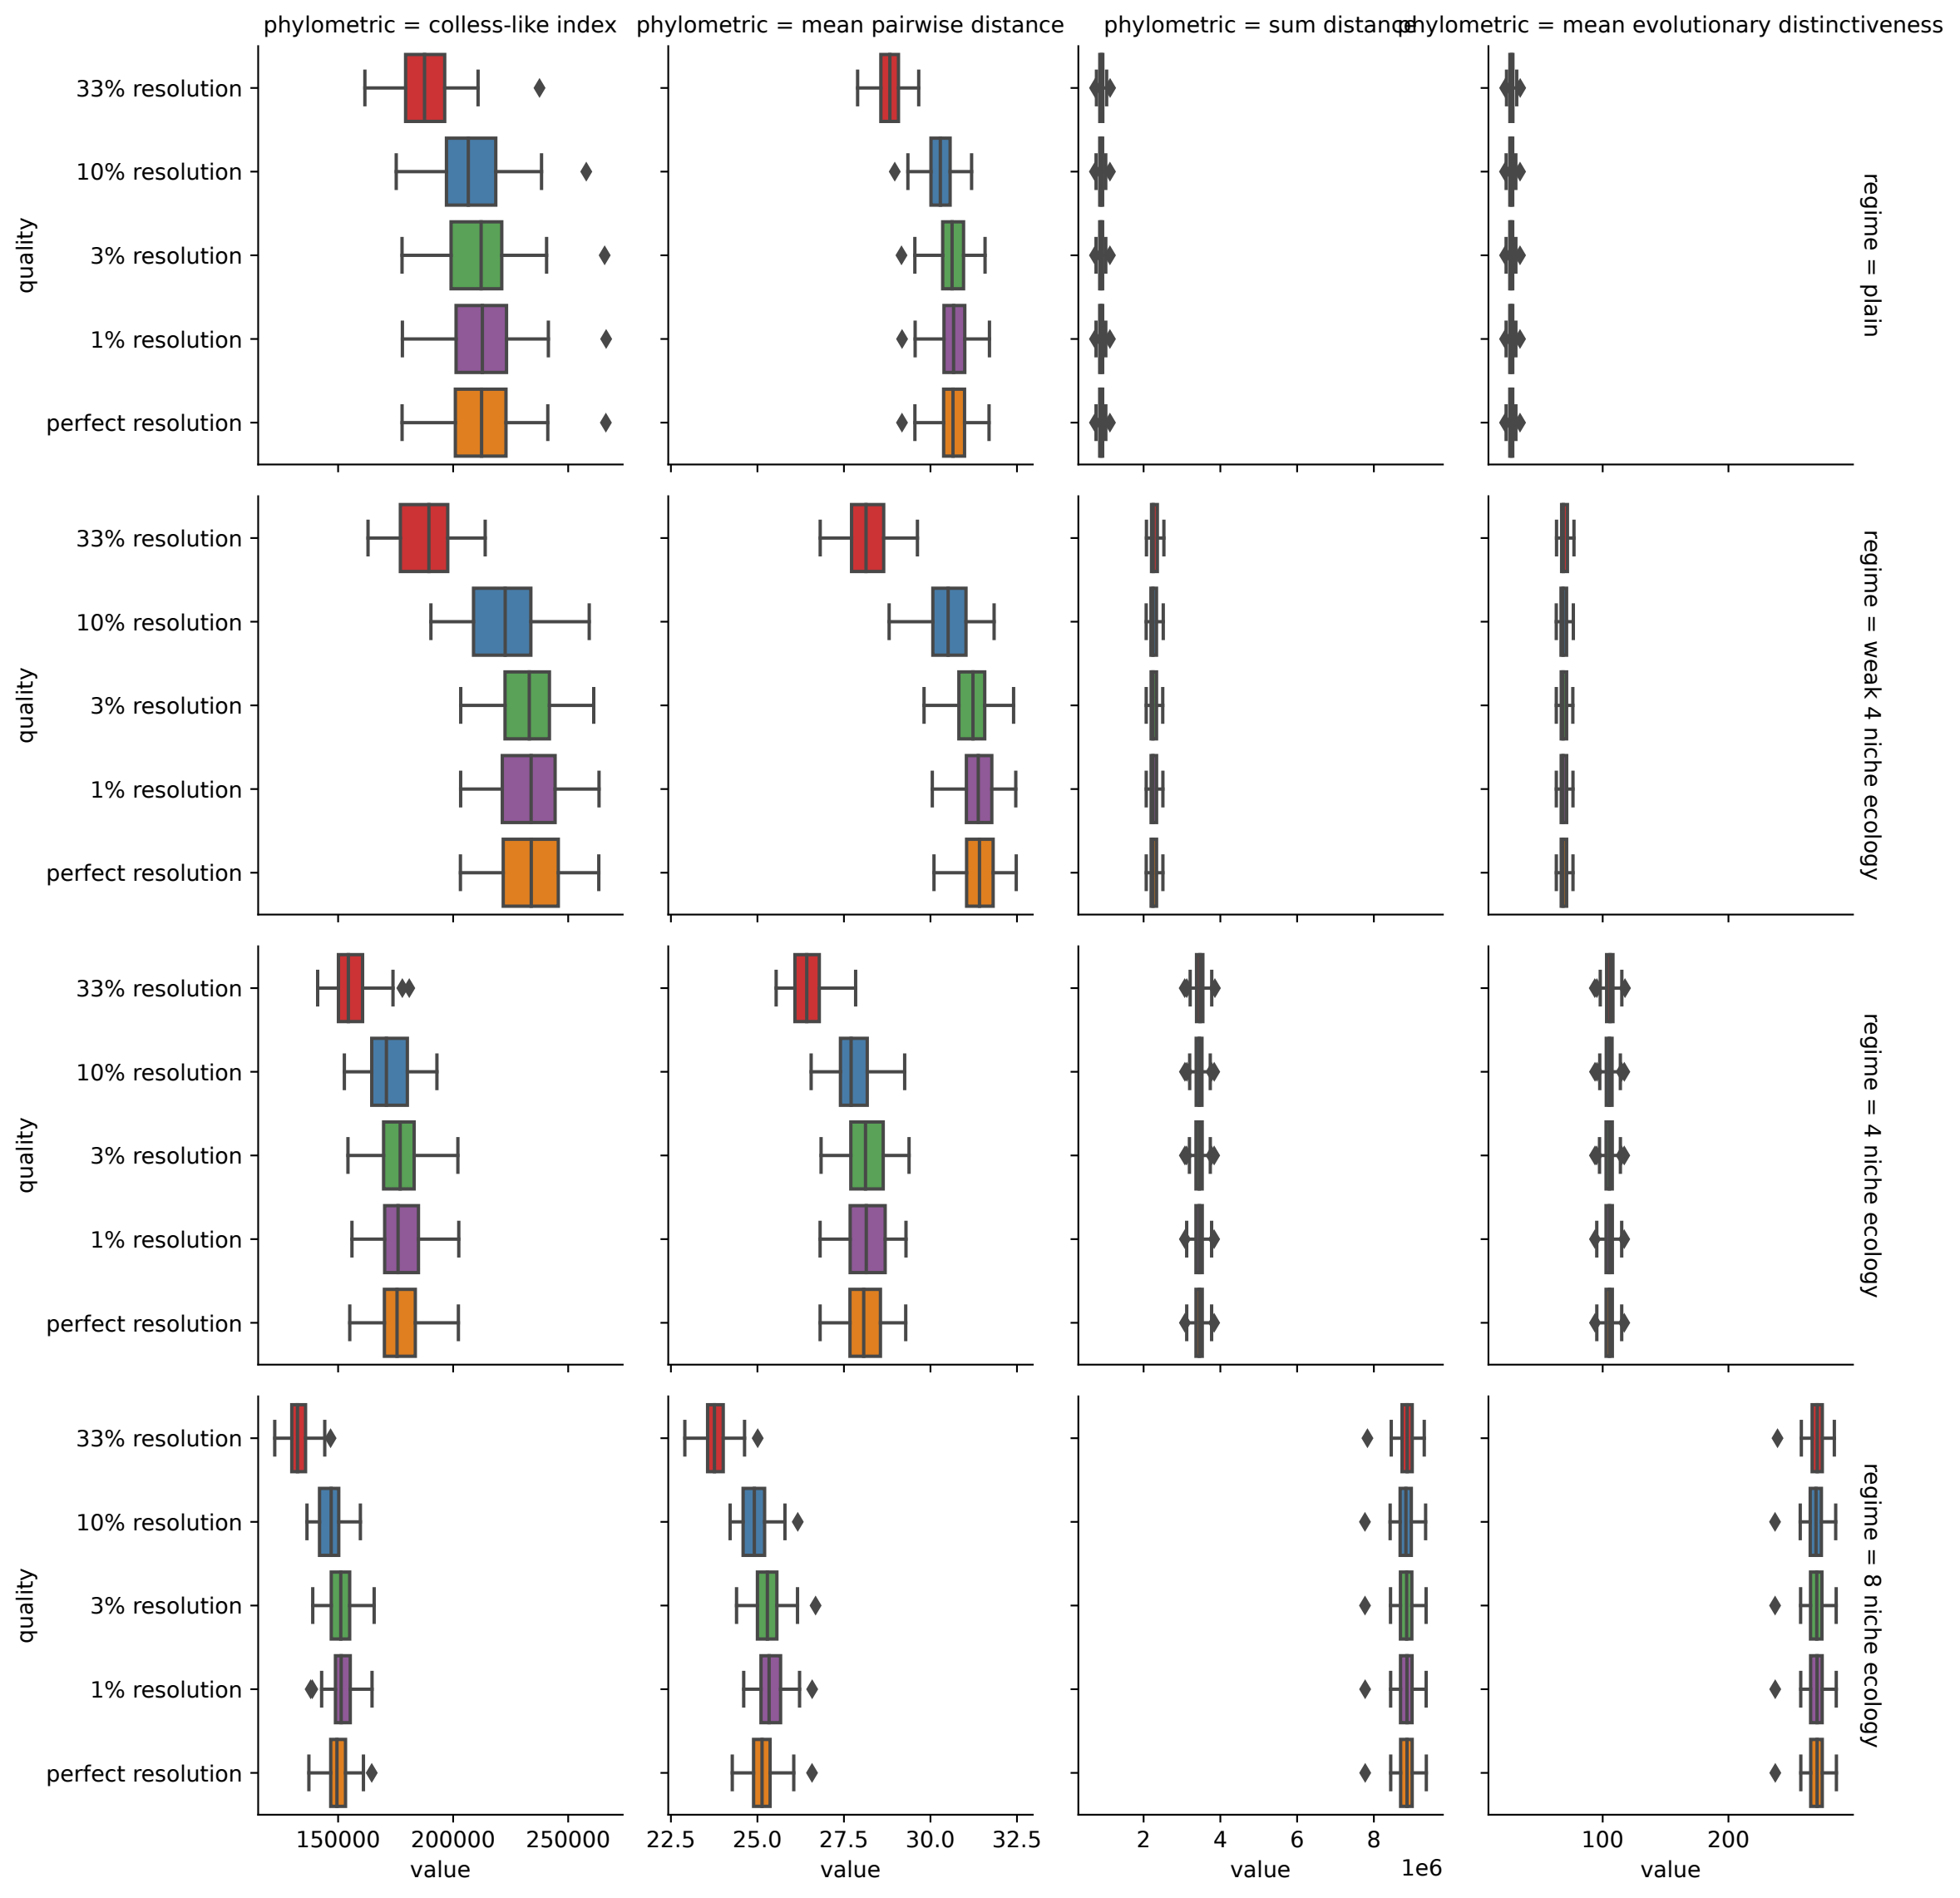 phylometric = colless-like index
phylometric = mean pairwise distance
phylometric = sum distance
phylometric = mean evolutionary distinctiveness
quanlity
33% resolution
10% resolution
3% resolution
1% resolution
perfect resolution
regime = plain
quanlity
33% resolution
10% resolution
3% resolution
1% resolution
perfect resolution
regime = weak 4 niche ecology
quanlity
33% resolution
10% resolution
3% resolution
1% resolution
perfect resolution
regime = 4 niche ecology
quanlity
33% resolution
10% resolution
3% resolution
1% resolution
perfect resolution
regime = 8 niche ecology
150000 200000 250000
value
22.5 25.0 27.5 30.0 32.5
value
2 4 6 8
1e6
value
100 200
value